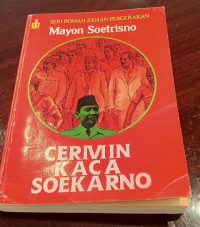 SERI ROMAN ZAMAN PERGERAKAN
Mayon Soetrisno
CERMIN
KACA
SOEKARNO